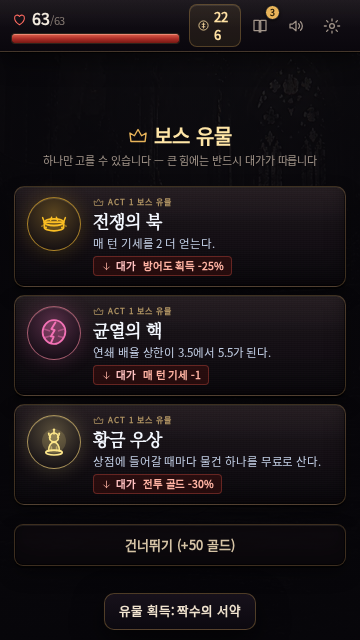 63/63
22
6
3
보스 유물
하나만 고를 수 있습니다 — 큰 힘에는 반드시 대가가 따릅니다
ACT 1 보스 유물
전쟁의 북
매 턴 기세를 2 더 얻는다.
↓ 대가 방어도 획득 -25%
ACT 1 보스 유물
균열의 핵
연쇄 배율 상한이 3.5에서 5.5가 된다.
↓ 대가 매 턴 기세 -1
ACT 1 보스 유물
황금 우상
상점에 들어갈 때마다 물건 하나를 무료로 산다.
↓ 대가 전투 골드 -30%
건너뛰기 (+50 골드)
유물 획득: 짝수의 서약